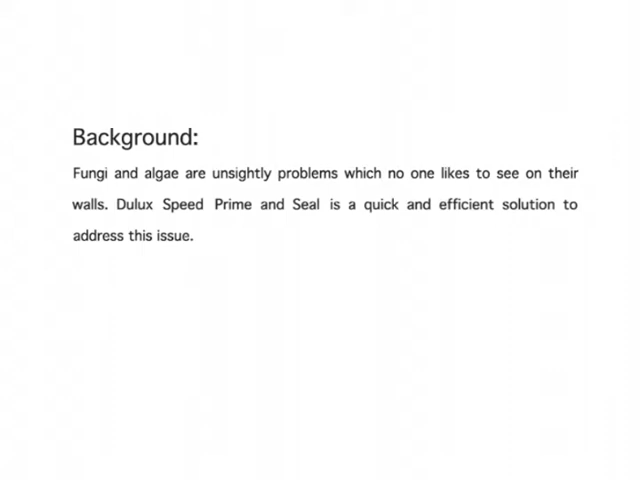 Background:
Fungi and algae are unsightly problems which no one likes to see on their
walls. Dulux Speed Prime and Seal is a quick and efficient solution to
address this issue.